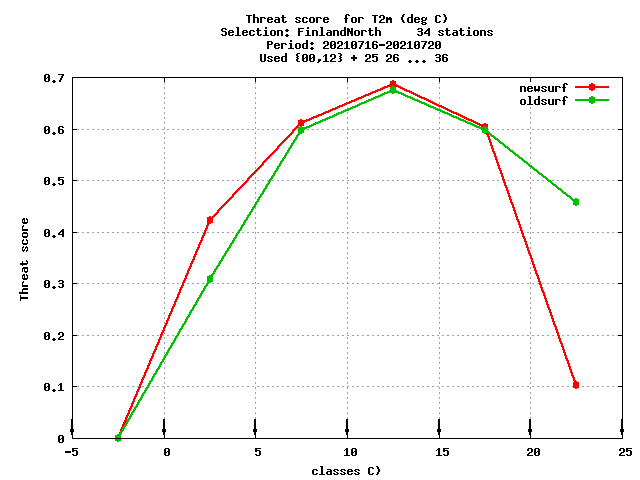 Threat score  for T2m (deg C)
Selection: FinlandNorth     34 stations
Period: 20210716-20210720
Used {00,12} + 25 26 ... 36
newsurf
oldsurf
0.7
0.6
0.5
0.4
0.3
0.2
0.1
0
Threat score
-5 0 5 10 15 20 25
classes C)